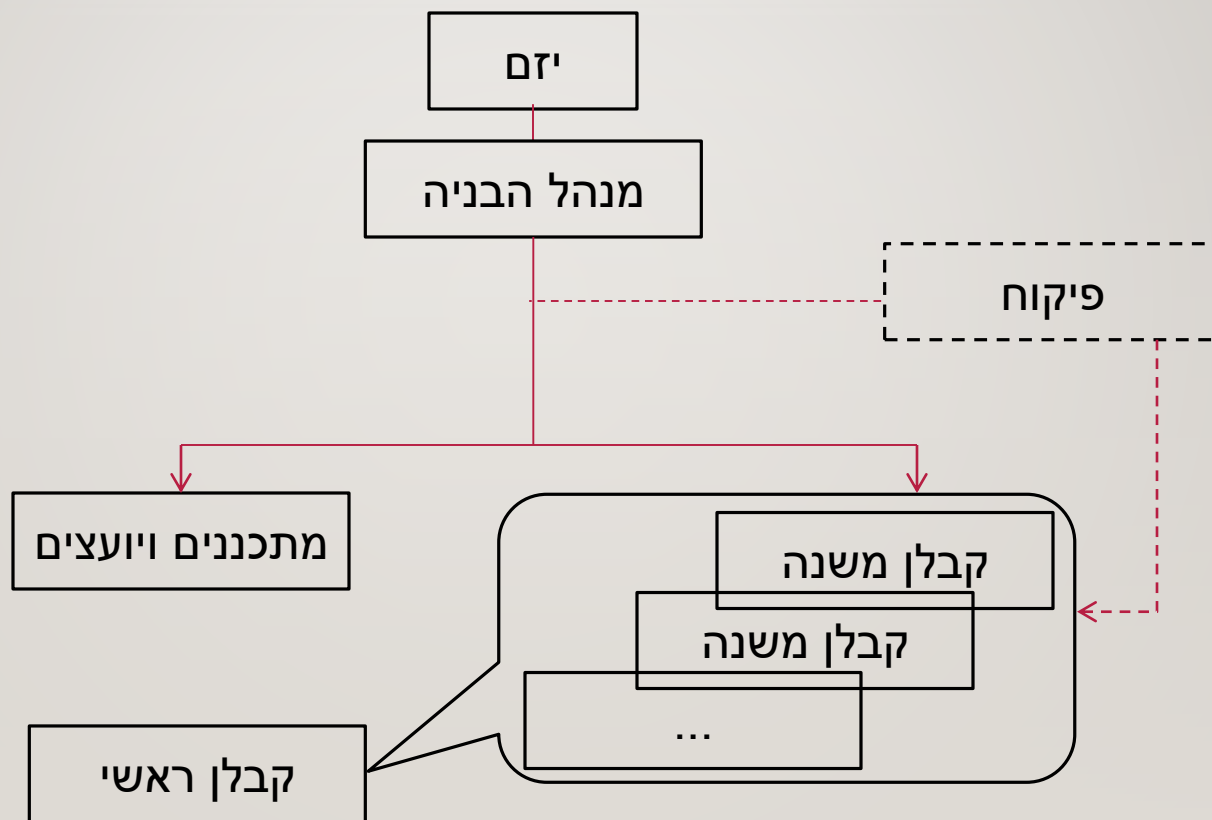 יזם
מנהל הבניה
פיקוח
מתכננים ויועצים
קבלן משנה
קבלן משנה
...
קבלן ראשי